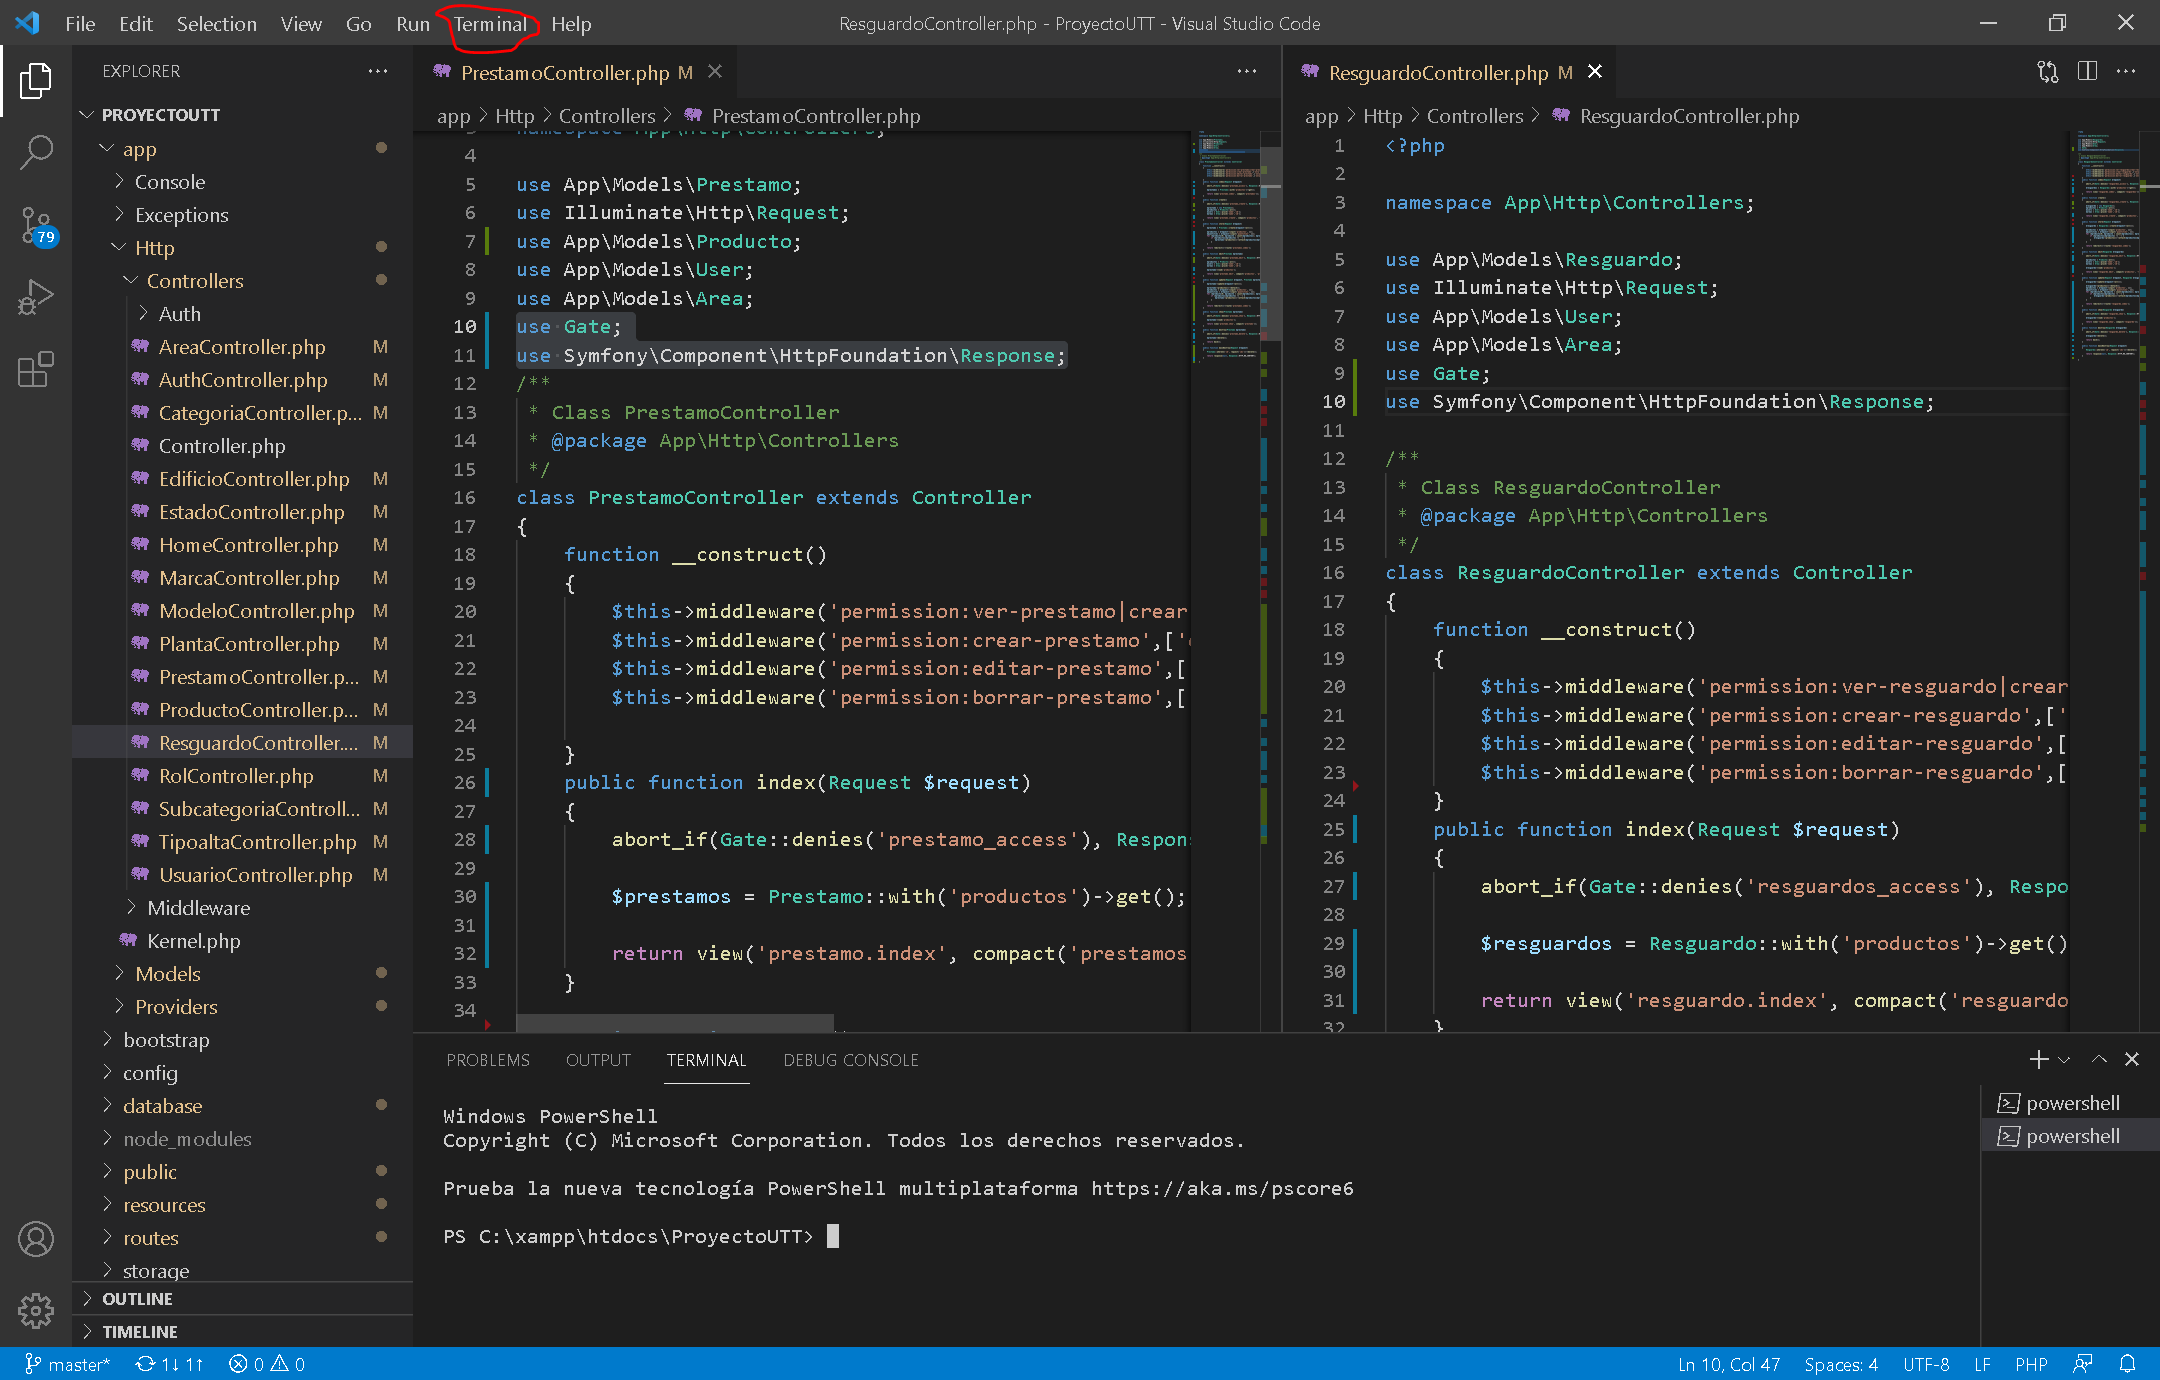 File Edit Selection View Go Run Terminal Help
ResguardoController.php - ProyectoUTT - Visual Studio Code
EXPLORER
PROYECTOUTT
app
Console
Exceptions
Http
Controllers
Auth
AreaController.php M
AuthController.php M
CategoriaController.p... M
Controller.php
EdificioController.php M
EstadoController.php M
HomeController.php M
MarcaController.php M
ModeloController.php M
PlantaController.php M
PrestamoController.p... M
ProductoController.p... M
ResguardoController.... M
RolController.php M
SubcategoriaControll... M
TipoaltaController.php M
UsuarioController.php M
Middleware
Kernel.php
Models
Providers
bootstrap
config
database
node_modules
public
resources
routes
storage
OUTLINE
TIMELINE
79
PrestamoController.php M
app > Http > Controllers > PrestamoController.php
namespace App\Http\Controllers;
4
5 use App\Models\Prestamo;
6 use Illuminate\Http\Request;
7 use App\Models\Producto;
8 use App\Models\User;
9 use App\Models\Area;
10 use Gate;
11 use Symfony\Component\HttpFoundation\Response;
12 /**
13 * Class PrestamoController
14 * @package App\Http\Controllers
15 */
16 class PrestamoController extends Controller
17 {
18 function __construct()
19 {
20 $this->middleware('permission:ver-prestamo|crear
21 $this->middleware('permission:crear-prestamo',['
22 $this->middleware('permission:editar-prestamo',[
23 $this->middleware('permission:borrar-prestamo',[
24
25 }
26 public function index(Request $request)
27 {
28 abort_if(Gate::denies('prestamo_access'), Respon
29
30 $prestamos = Prestamo::with('productos')->get();
31
32 return view('prestamo.index', compact('prestamos
33 }
34
ResguardoController.php M
app > Http > Controllers > ResguardoController.php
1 <?php
2
3 namespace App\Http\Controllers;
4
5 use App\Models\Resguardo;
6 use Illuminate\Http\Request;
7 use App\Models\User;
8 use App\Models\Area;
9 use Gate;
10 use Symfony\Component\HttpFoundation\Response;
11
12 /**
13 * Class ResguardoController
14 * @package App\Http\Controllers
15 */
16 class ResguardoController extends Controller
17 {
18 function __construct()
19 {
20 $this->middleware('permission:ver-resguardo|crear
21 $this->middleware('permission:crear-resguardo',['
22 $this->middleware('permission:editar-resguardo',[
23 $this->middleware('permission:borrar-resguardo',[
24 }
25 public function index(Request $request)
26 {
27 abort_if(Gate::denies('resguardos_access'), Respo
28
29 $resguardos = Resguardo::with('productos')->get()
30
31 return view('resguardo.index', compact('resguardo
32 }
PROBLEMS OUTPUT TERMINAL DEBUG CONSOLE
Windows PowerShell
Copyright (C) Microsoft Corporation. Todos los derechos reservados.
Prueba la nueva tecnología PowerShell multiplataforma https://aka.ms/pscore6
PS C:\xampp\htdocs\ProyectoUTT>
powershell
powershell
master* 1↓ 1↑ 0 0
Ln 10, Col 47 Spaces: 4 UTF-8 LF PHP